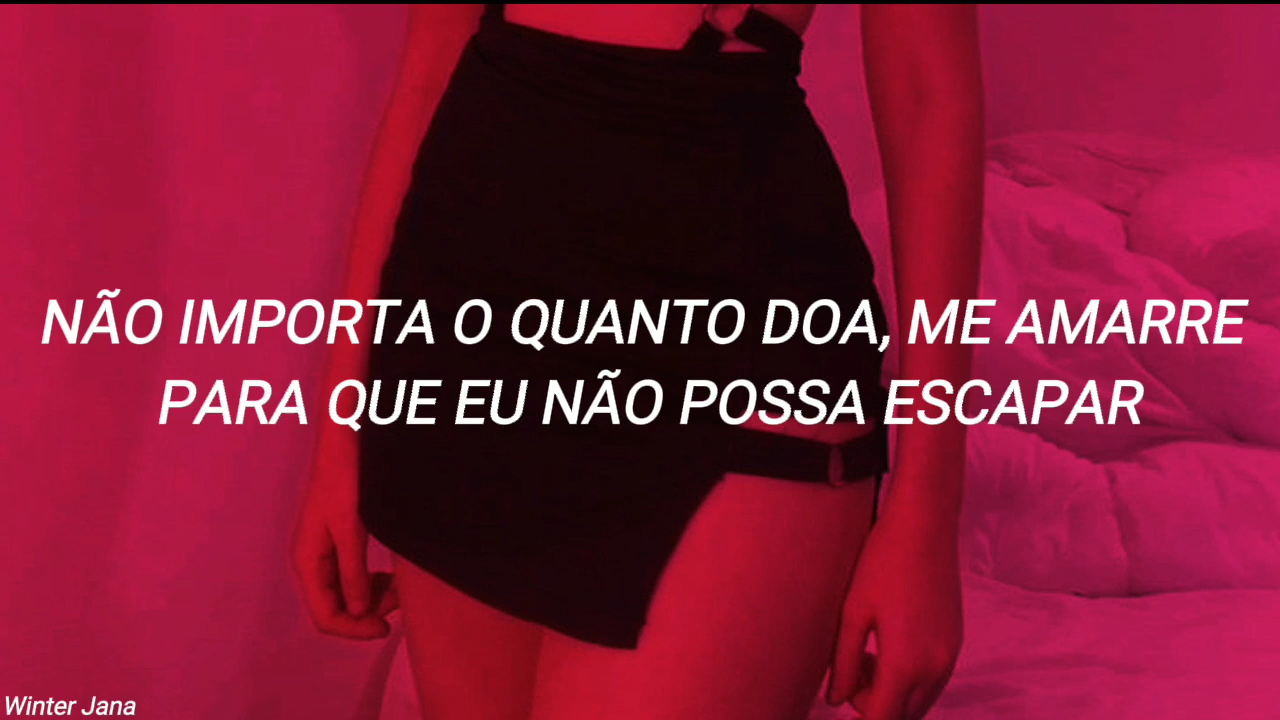 NÃO IMPORTA O QUANTO DOA, ME AMARRE
PARA QUE EU NÃO POSSA ESCAPAR
Winter Jana